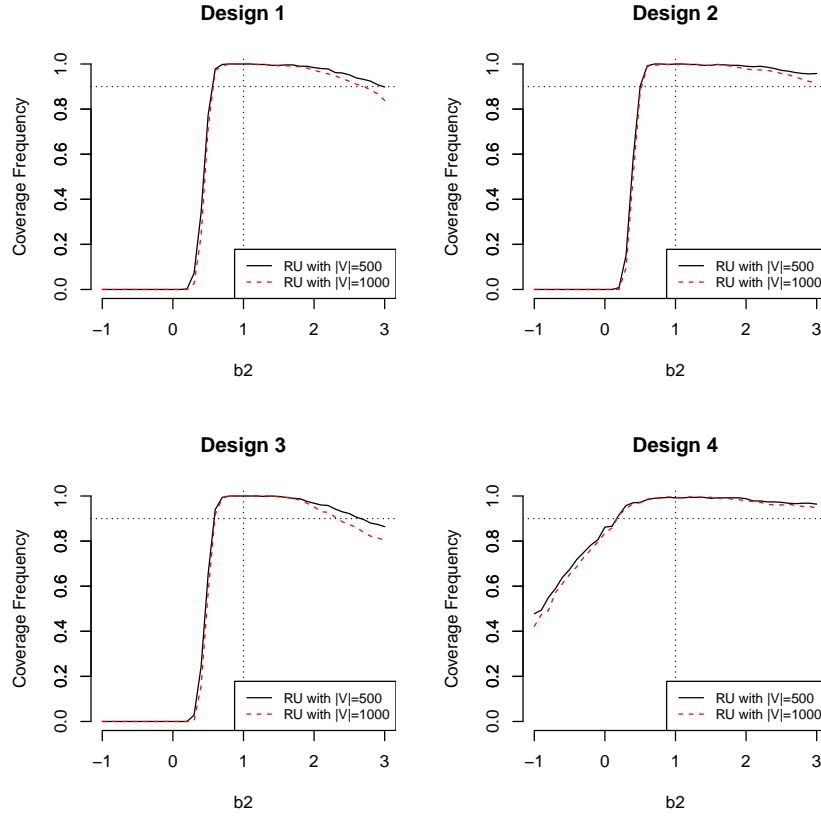 Design 1
Coverage Frequency
0.0 0.2 0.4 0.6 0.8 1.0
RU with |V|=500
RU with |V|=1000
−1 0 1 2 3
b2
Design 2
Coverage Frequency
0.0 0.2 0.4 0.6 0.8 1.0
RU with |V|=500
RU with |V|=1000
−1 0 1 2 3
b2
Design 3
Coverage Frequency
0.0 0.2 0.4 0.6 0.8 1.0
RU with |V|=500
RU with |V|=1000
−1 0 1 2 3
b2
Design 4
Coverage Frequency
0.0 0.2 0.4 0.6 0.8 1.0
RU with |V|=500
RU with |V|=1000
−1 0 1 2 3
b2